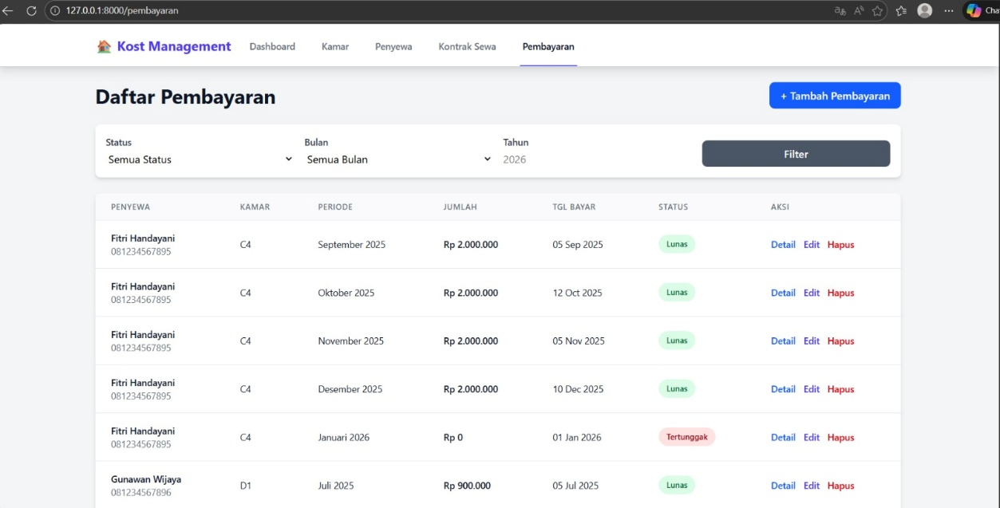 127.0.0.1:8000/pembayaran
Kost Management Dashboard Kamar Penyewa Kontrak Sewa Pembayaran
Daftar Pembayaran + Tambah Pembayaran
Status Bulan Tahun
Semua Status Semua Bulan 2026 Filter
PENYEWA KAMAR PERIODE JUMLAH TGL BAYAR STATUS AKSI
Fitri Handayani
081234567895 C4 September 2025 Rp 2.000.000 05 Sep 2025 Lunas Detail Edit Hapus
Fitri Handayani
081234567895 C4 Oktober 2025 Rp 2.000.000 12 Oct 2025 Lunas Detail Edit Hapus
Fitri Handayani
081234567895 C4 November 2025 Rp 2.000.000 05 Nov 2025 Lunas Detail Edit Hapus
Fitri Handayani
081234567895 C4 Desember 2025 Rp 2.000.000 10 Dec 2025 Lunas Detail Edit Hapus
Fitri Handayani
081234567895 C4 Januari 2026 Rp 0 01 Jan 2026 Tertunggak Detail Edit Hapus
Gunawan Wijaya
081234567896 D1 Juli 2025 Rp 900.000 05 Jul 2025 Lunas Detail Edit Hapus